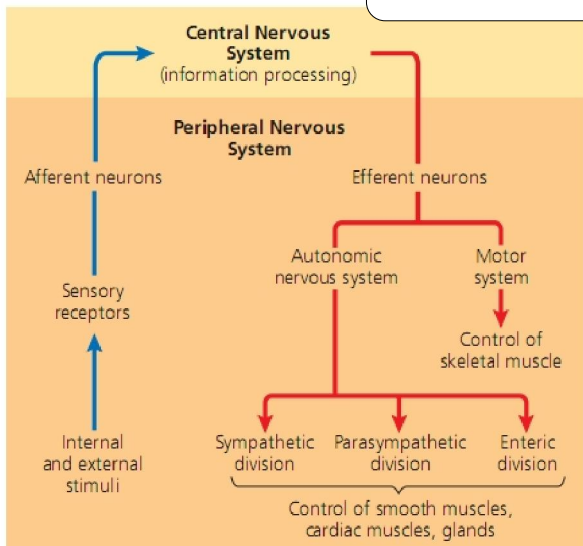 Central Nervous
System
(information processing)
Peripheral Nervous
System
Afferent neurons
Efferent neurons
Autonomic
nervous system
Motor
system
Sensory
receptors
Control of
skeletal muscle
Internal
and external
stimuli
Sympathetic
division
Parasympathetic
division
Enteric
division
Control of smooth muscles,
cardiac muscles, glands